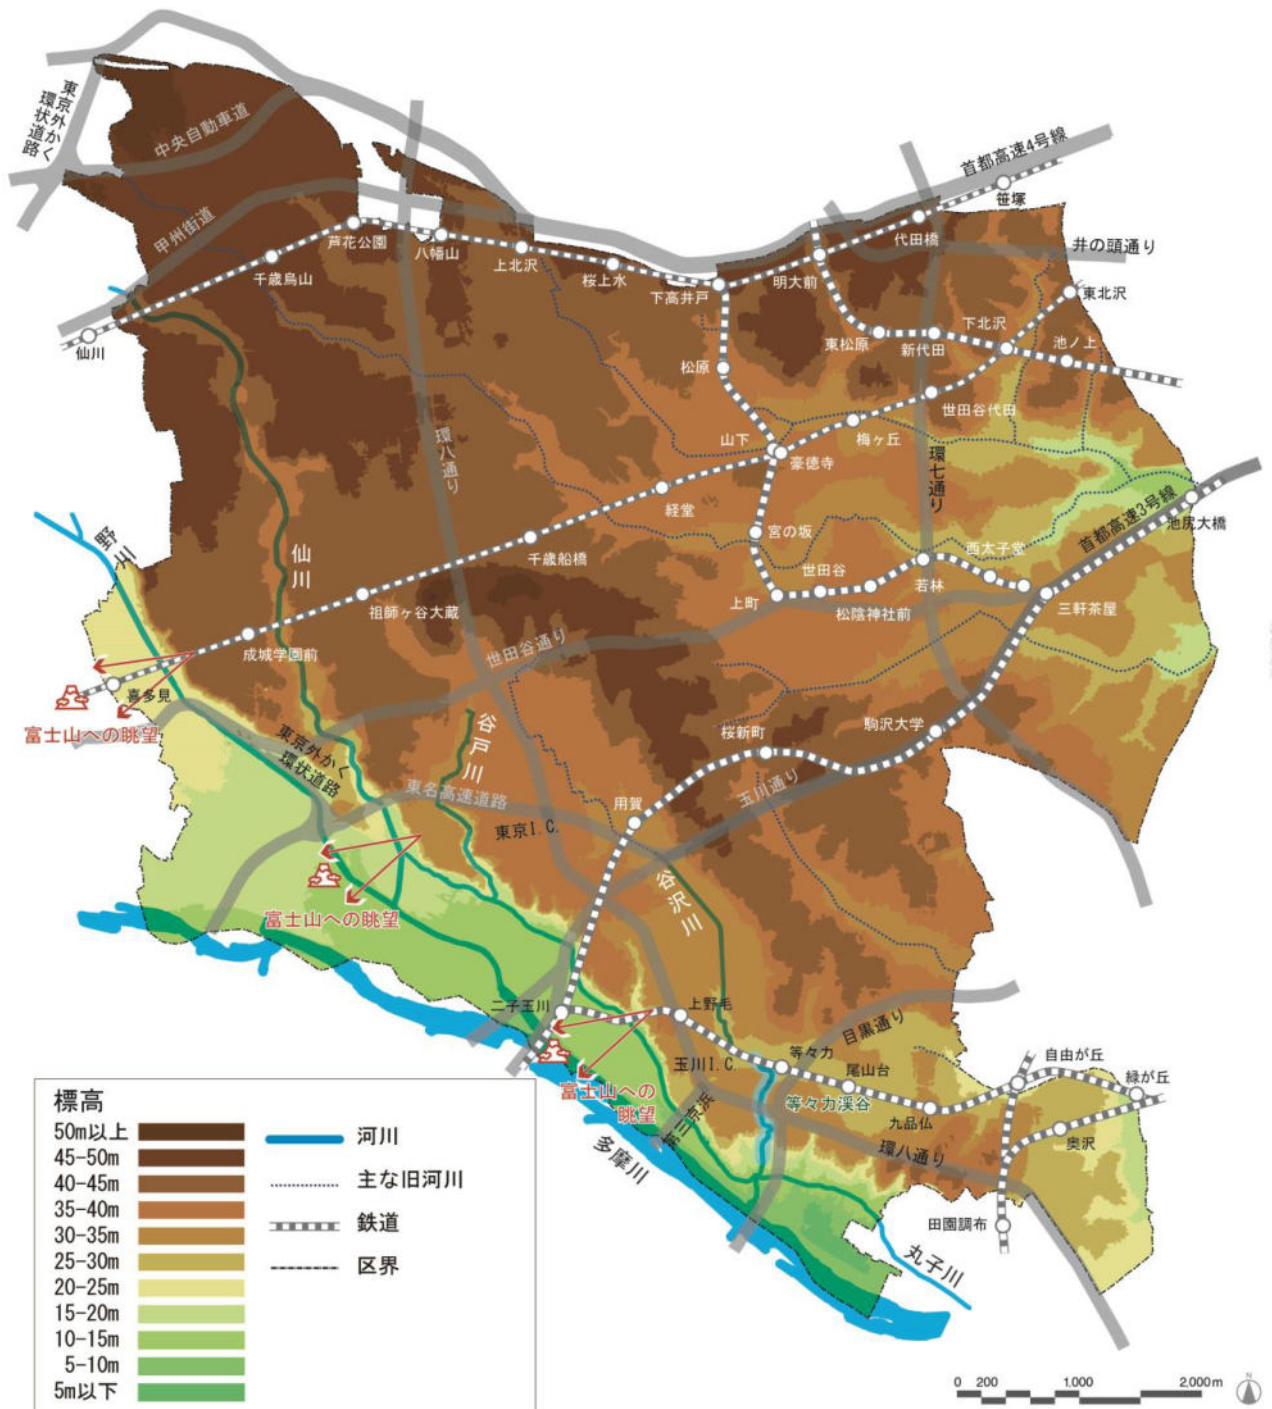 東京外かく
環状道路
中央自動車道
甲州街道
首都高速4号線
笹塚
代田橋
井の頭通り
芦花公園
八幡山
上北沢
千歳烏山
桜上水
下高井戸
明大前
東北沢
仙川
下北沢
東松原
新代田
池ノ上
松原
世田谷代田
環八通り
山下
梅ヶ丘
豪徳寺
環七通り
経堂
首都高速3号線
池尻大橋
野川
仙川
宮の坂
千歳船橋
西太子堂
世田谷
若林
祖師ヶ谷大蔵
上町
松陰神社前
三軒茶屋
世田谷通り
成城学園前
喜多見
富士山への眺望
谷戸川
桜新町
駒沢大学
東京外かく
環状道路
東名高速道路
玉川通り
用賀
東京I.C.
谷沢川
富士山への眺望
二子玉川
上野毛
目黒通り
玉川I.C.
等々力
尾山台
自由が丘
緑が丘
富士山への
眺望
等々力渓谷
九品仏
奥沢
第三京浜
環八通り
多摩川
田園調布
丸子川
標高
50m以上
45-50m
40-45m
35-40m
30-35m
25-30m
20-25m
15-20m
10-15m
5-10m
5m以下
河川
主な旧河川
鉄道
区界
0 200 1,000 2,000m